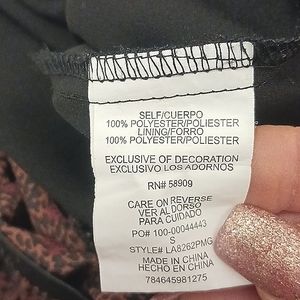 SELF/CUERPO
100% POLYESTER/POLIESTER
LINING/FORRO
100% POLYESTER/POLIESTER
EXCLUSIVE OF DECORATION
EXCLUSIVO LOS ADORNOS
RN# 58909
CARE ON REVERSE
VER AL DORSO
PARA CUIDADO
PO# 100-00044443
S
STYLE# LA8262PMG
MADE IN CHINA
HECHO EN CHINA
784645981275